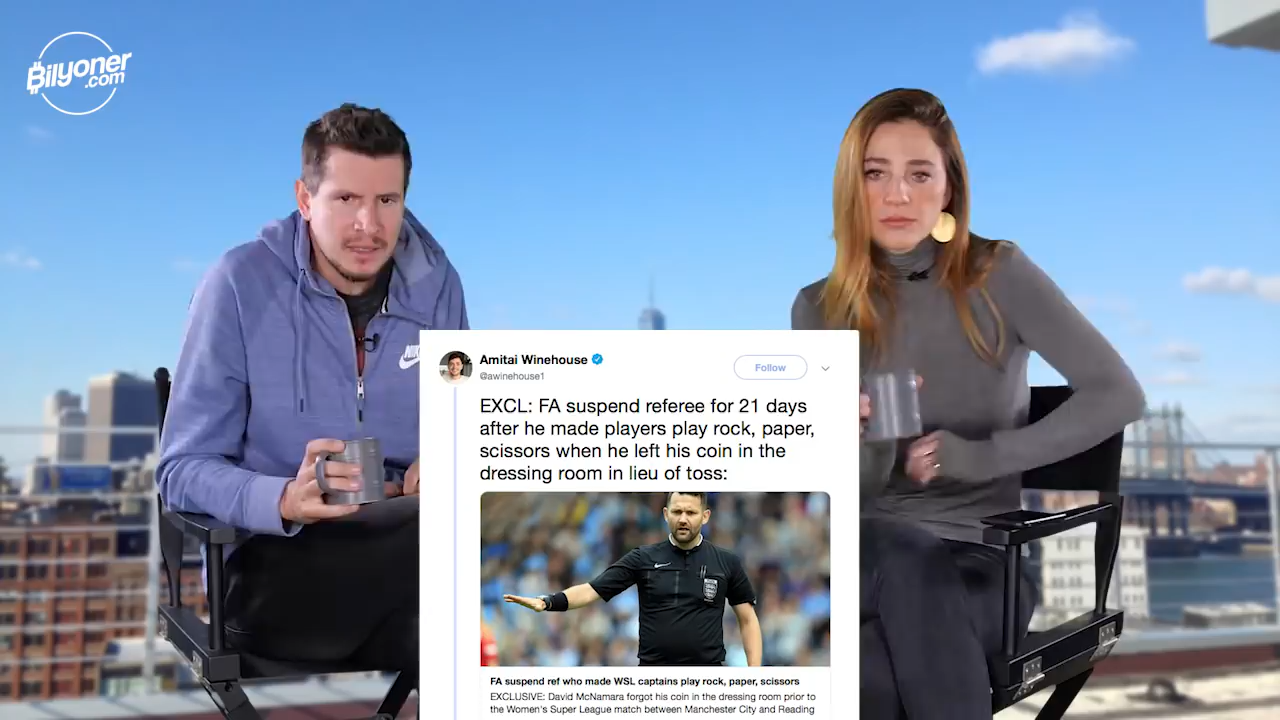 Bilyoner
.com
Amitai Winehouse
@awinehouse1
Follow
EXCL: FA suspend referee for 21 days
after he made players play rock, paper,
scissors when he left his coin in the
dressing room in lieu of toss:
FA suspend ref who made WSL captains play rock, paper, scissors
EXCLUSIVE: David McNamara forgot his coin in the dressing room prior to
the Women's Super League match between Manchester City and Reading